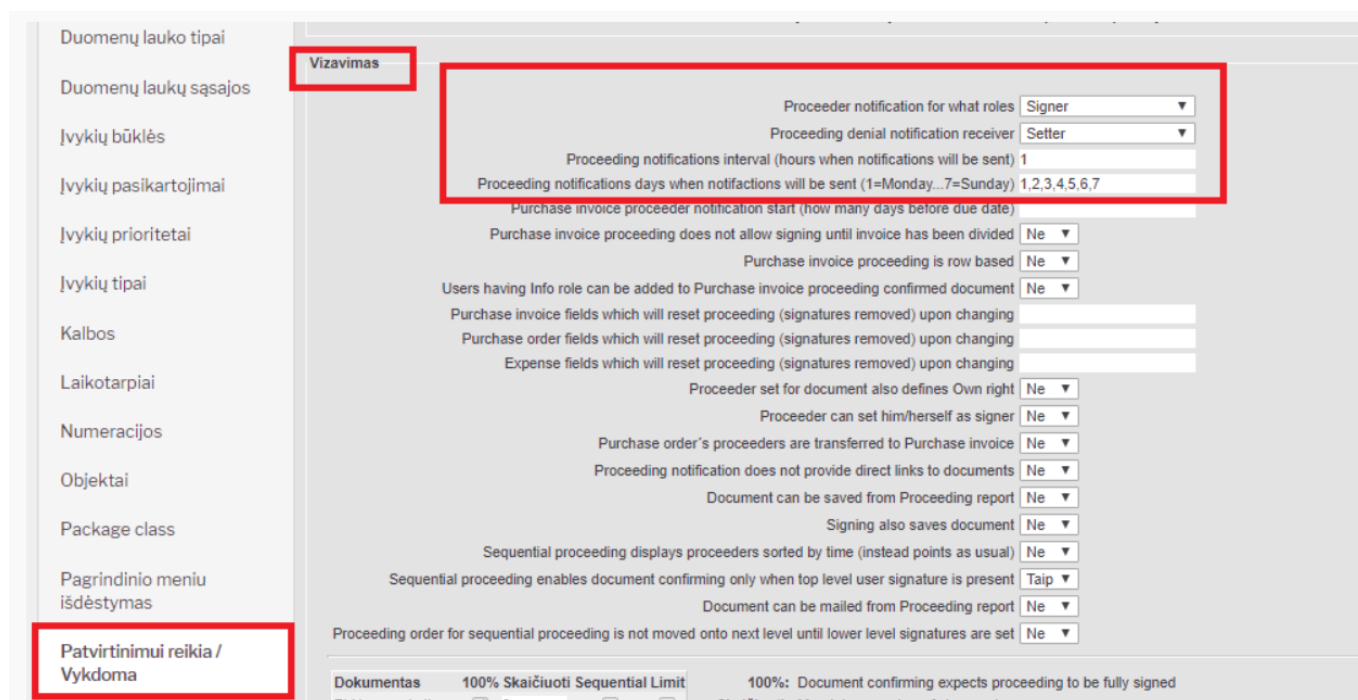 Duomenų lauko tipai
Duomenų laukų sąsajos
Įvykių būklės
Įvykių pasikartojimai
Įvykių prioritetai
Įvykių tipai
Kalbos
Laikotarpiai
Numeracijos
Objektai
Package class
Pagrindinio meniu
išdėstymas
Patvirtinimui reikia /
Vykdoma
Vizavimas
Proceeder notification for what roles Signer
Proceeding denial notification receiver Setter
Proceeding notifications interval (hours when notifications will be sent) 1
Proceeding notifications days when notifactions will be sent (1=Monday...7=Sunday) 1,2,3,4,5,6,7
Purchase invoice proceeder notification start (how many days before due date)
Purchase invoice proceeding does not allow signing until invoice has been divided Ne
Purchase invoice proceeding is row based Ne
Users having Info role can be added to Purchase invoice proceeding confirmed document Ne
Purchase invoice fields which will reset proceeding (signatures removed) upon changing
Purchase order fields which will reset proceeding (signatures removed) upon changing
Expense fields which will reset proceeding (signatures removed) upon changing
Proceeder set for document also defines Own right Ne
Proceeder can set him/herself as signer Ne
Purchase order´s proceeders are transferred to Purchase invoice Ne
Proceeding notification does not provide direct links to documents Ne
Document can be saved from Proceeding report Ne
Signing also saves document Ne
Sequential proceeding displays proceeders sorted by time (instead points as usual) Ne
Sequential proceeding enables document confirming only when top level user signature is present Taip
Document can be mailed from Proceeding report Ne
Proceeding order for sequential proceeding is not moved onto next level until lower level signatures are set Ne
Dokumentas 100% Skaičiuoti Sequential Limit 100%: Document confirming expects proceeding to be fully signed